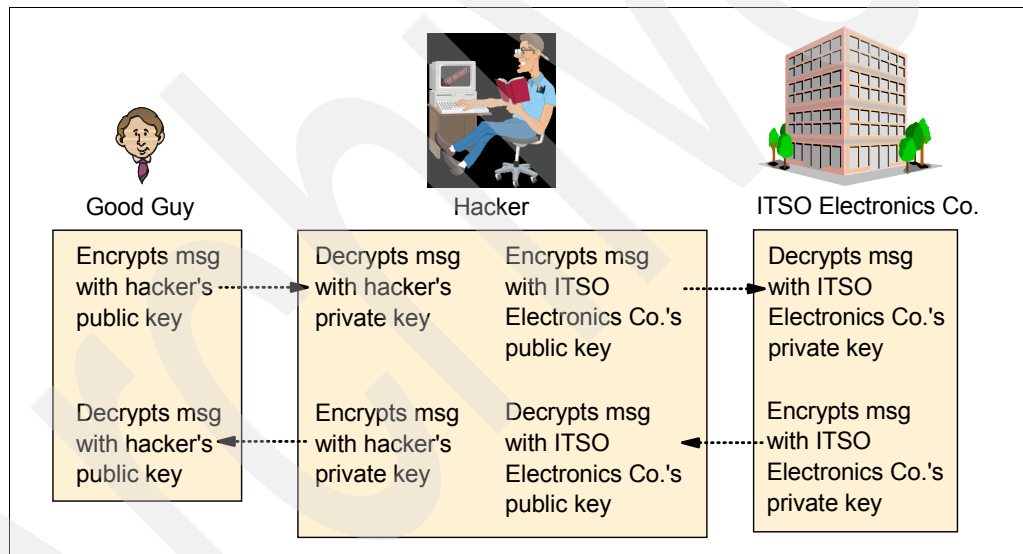 Good Guy
Hacker
ITSO Electronics Co.
Encrypts msg
with hacker's
public key
Decrypts msg
with hacker's
private key
Encrypts msg
with ITSO
Electronics Co.'s
public key
Decrypts msg
with ITSO
Electronics Co.'s
private key
Decrypts msg
with hacker's
public key
Encrypts msg
with hacker's
private key
Decrypts msg
with ITSO
Electronics Co.'s
public key
Encrypts msg
with ITSO
Electronics Co.'s
private key